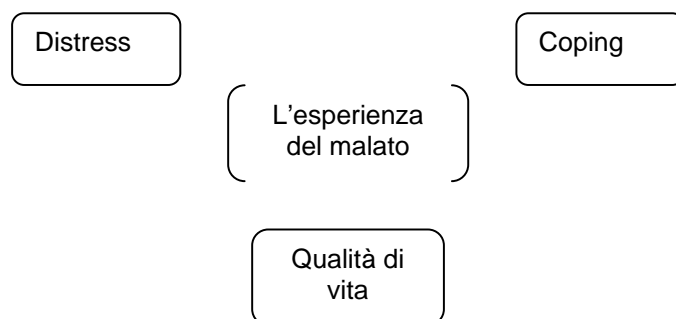 Distress
Coping
L’esperienza
del malato
Qualità di
vita